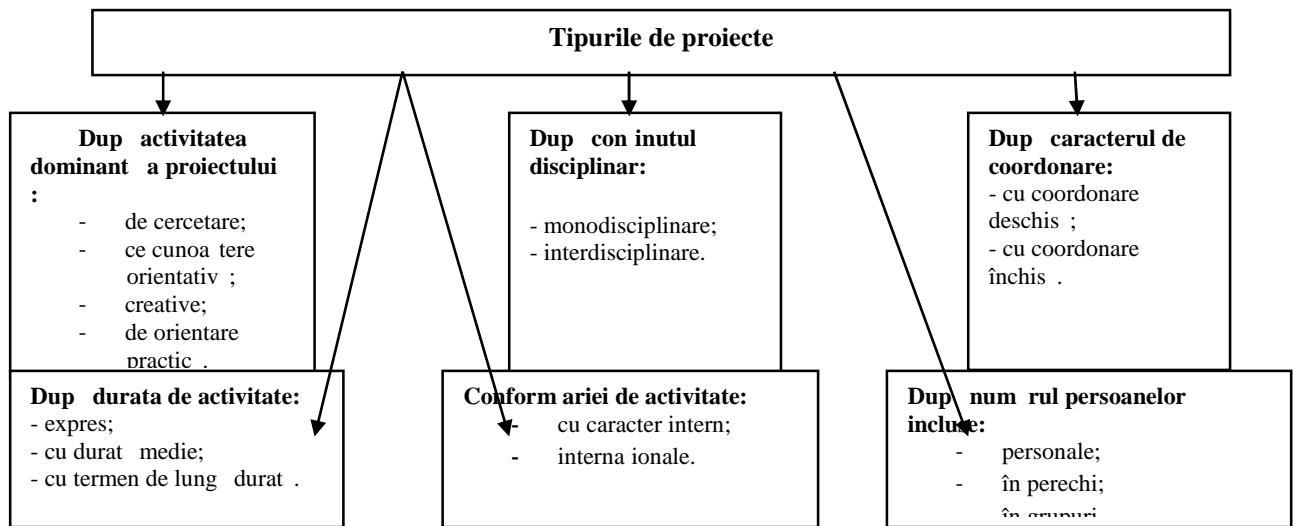 Tipurile de proiecte
Dup activitatea
dominant a proiectului
:
- de cercetare;
- ce cunoa tere
orientativ ;
- creative;
- de orientare
practic .
Dup con inutul
disciplinar:
- monodisciplinare;
- interdisciplinare.
Dup caracterul de
coordonare:
- cu coordonare
deschis ;
- cu coordonare
închis .
Dup durata de activitate:
- expres;
- cu durat medie;
- cu termen de lung durat .
Conform ariei de activitate:
- cu caracter intern;
- interna ionale.
Dup num rul persoanelor
incluse:
- personale;
- în perechi;
- în grupuri